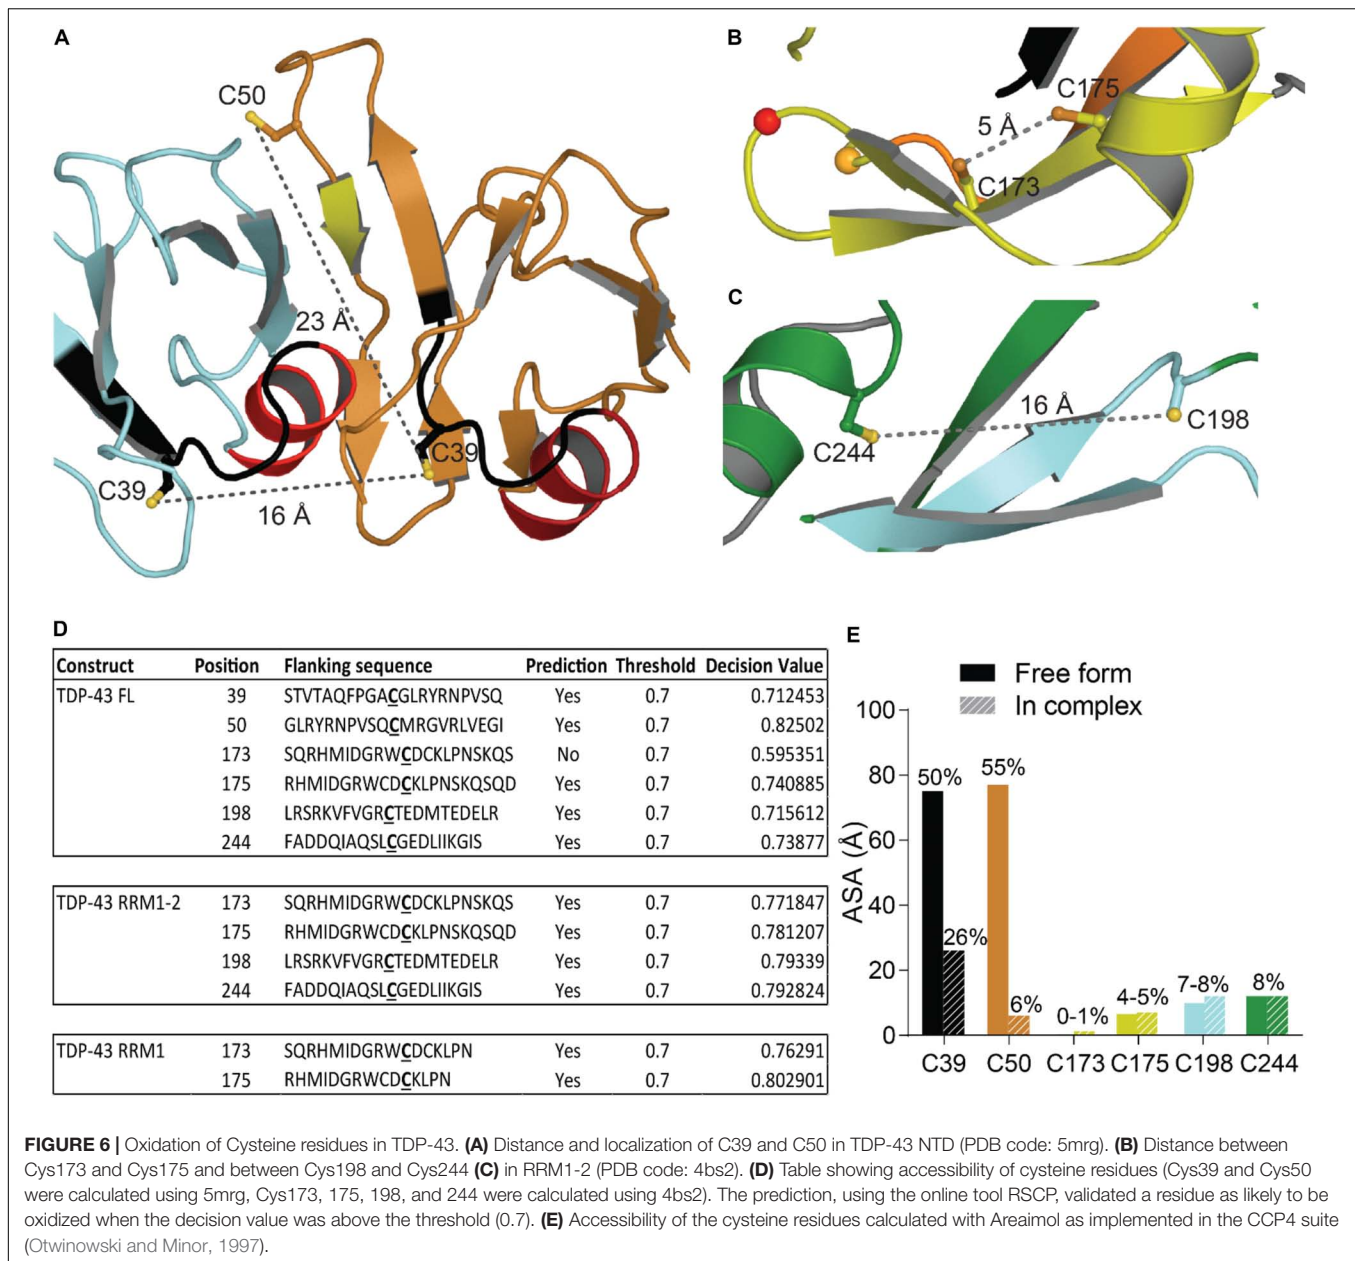 A
C50
23 Å
C39
C39
16 Å
B
C175
5 Å
C173
C
16 Å
C198
C244
D
Construct Position Flanking sequence Prediction Threshold Decision Value
TDP-43 FL 39 STVTAQFPGACGLRYRNPVSQ Yes 0.7 0.712453
50 GLRYRNPVSQCMRGVRLVEGI Yes 0.82502
173 SQRHMIDGRWCDCKLPNSKQS No 0.7 0.595351
175 RHMIDGRWCDCKLPNSKQSQD Yes 0.7 0.740885
198 LRSRKVFVGRCTEDMTEDELR Yes 0.7 0.715612
244 FADDQIAQSLCGEDLIIKGIS Yes 0.7 0.73877
TDP-43 RRM1-2 173 SQRHMIDGRWCDCKLPNSKQS Yes 0.7 0.771847
175 RHMIDGRWCDCKLPNSKQSQD Yes 0.7 0.781207
198 LRSRKVFVGRCTEDMTEDELR Yes 0.7 0.79339
244 FADDQIAQSLCGEDLIIKGIS Yes 0.7 0.792824
TDP-43 RRM1 173 SQRHMIDGRWCDCKLPN Yes 0.7 0.76291
175 RHMIDGRWCDCKLPN Yes 0.7 0.802901
E
Free form
In complex
ASA (Å)
100
80
60
40
20
0
50%
26%
55%
6%
0-1%
4-5%
7-8%
8%
C39 C50 C173 C175 C198 C244
FIGURE 6 | Oxidation of Cysteine residues in TDP-43. (A) Distance and localization of C39 and C50 in TDP-43 NTD (PDB code: 5mrg). (B) Distance between
Cys173 and Cys175 and between Cys198 and Cys244 (C) in RRM1-2 (PDB code: 4bs2). (D) Table showing accessibility of cysteine residues (Cys39 and Cys50
were calculated using 5mrg, Cys173, 175, 198, and 244 were calculated using 4bs2). The prediction, using the online tool RSCP, validated a residue as likely to be
oxidized when the decision value was above the threshold (0.7). (E) Accessibility of the cysteine residues calculated with Areaimol as implemented in the CCP4 suite
(Otwinowski and Minor, 1997).